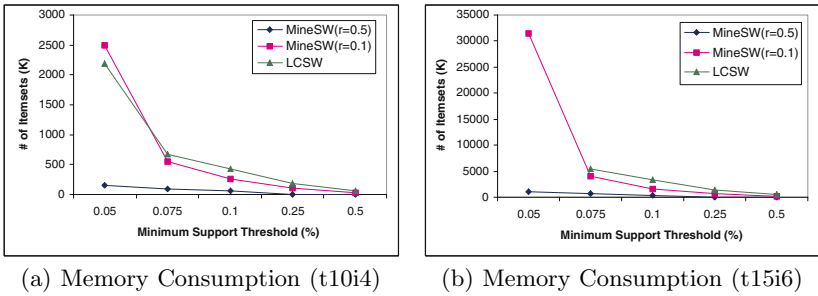 3000
2500
2000
1500
1000
500
0
# of Itemsets (K)
0.05 0.075 0.1 0.25 0.5
Minimum Support Threshold (%)
MineSW(r=0.5)
MineSW(r=0.1)
LCSW
(a) Memory Consumption (t10i4)
35000
30000
25000
20000
15000
10000
5000
0
# of Itemsets (K)
0.05 0.075 0.1 0.25 0.5
Minimum Support Threshold (%)
MineSW(r=0.5)
MineSW(r=0.1)
LCSW
(b) Memory Consumption (t15i6)